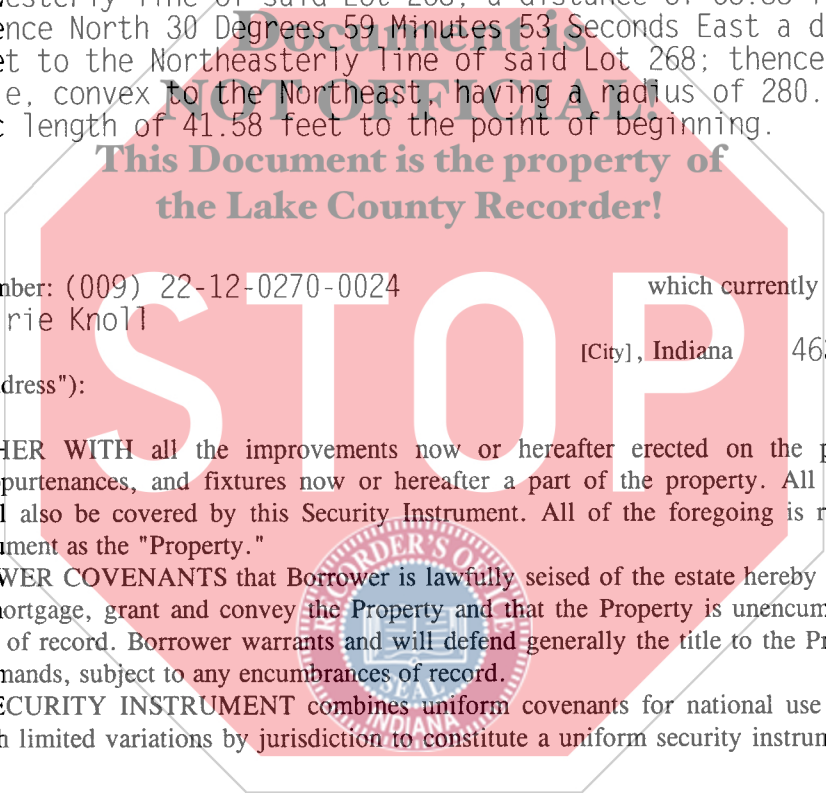 westerly line of said Lot 268, a distance of
Document is
ence North 30 Degrees 59 Minutes 53 Seconds East a d
et to the Northeasterly line of said Lot 268; thence
NOT OFFICIAL!
e, convex to the Northeast, having a radius of 280.
c length of 41.58 feet to the point of beginning.
This Document is the property of
the Lake County Recorder!
mber: (009) 22-12-0270-0024 which currently
rie Knoll
[City], Indiana 463
dress"):
STOP
HER WITH all the improvements now or hereafter erected on the p
purtenances, and fixtures now or hereafter a part of the property. All
l also be covered by this Security Instrument. All of the foregoing is r
ument as the "Property."
WER COVENANTS that Borrower is lawfully seised of the estate hereby
nortgage, grant and convey the Property and that the Property is unencum
of record. Borrower warrants and will defend generally the title to the Pr
mands, subject to any encumbrances of record.
ECURITY INSTRUMENT combines uniform covenants for national use
h limited variations by jurisdiction to constitute a uniform security instrum
RECORDER'S OFFICE
SEAL
INDIANA